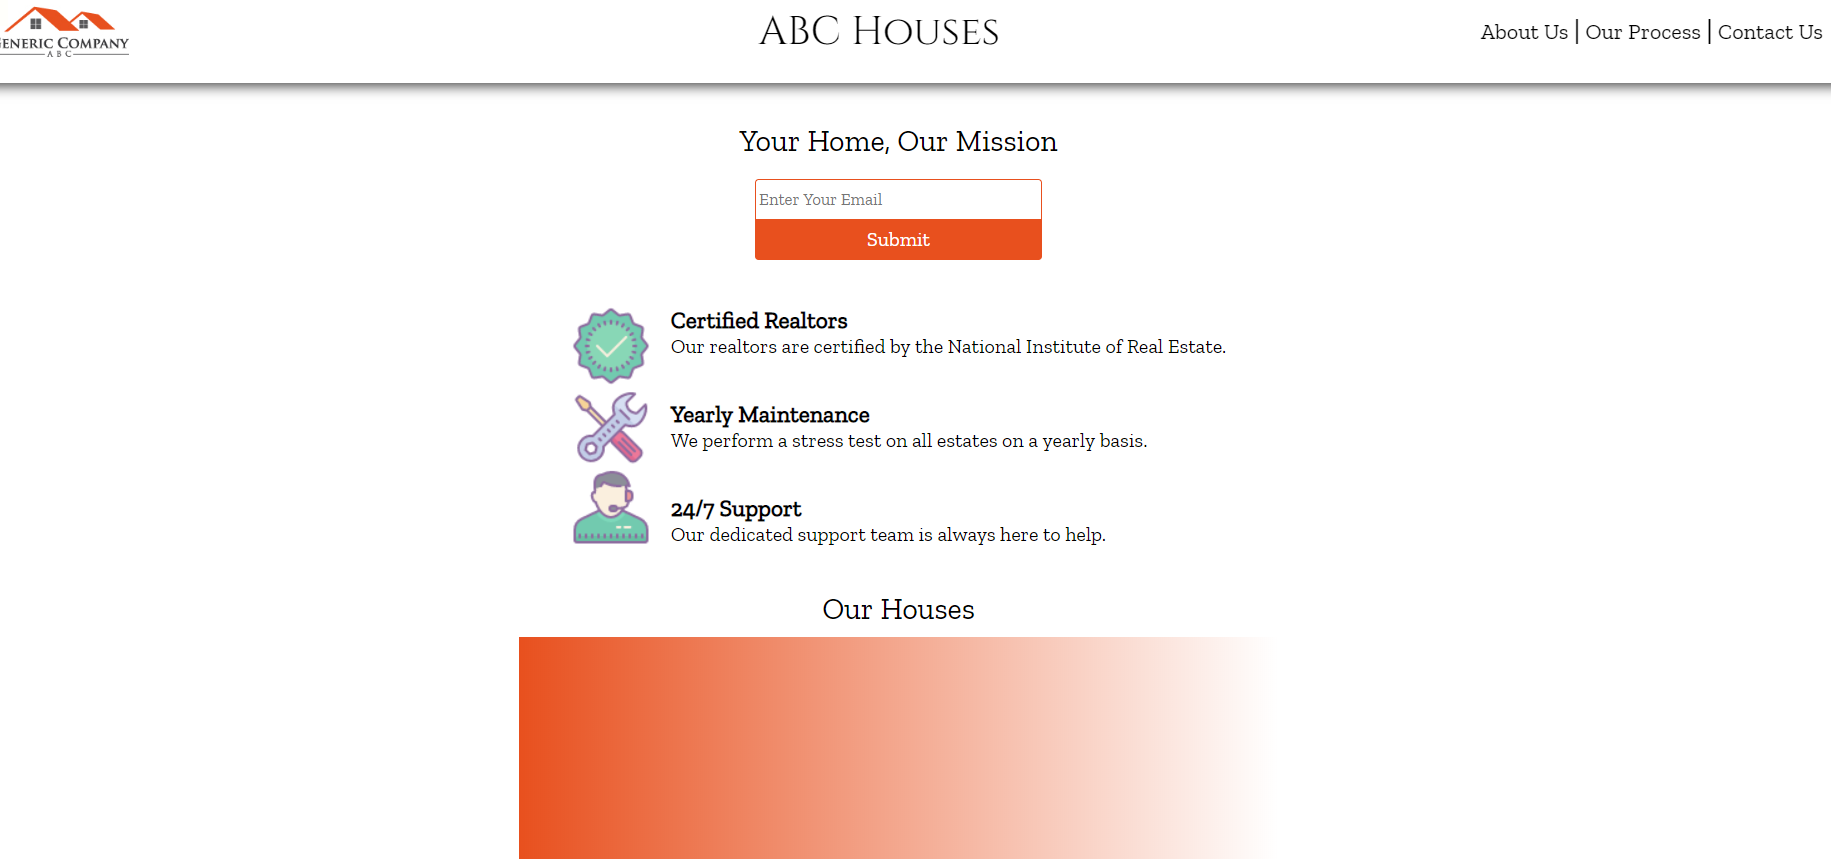 ENERIC COMPANY
ABC
ABC HOUSES
About Us | Our Process | Contact Us
Your Home, Our Mission
Enter Your Email
Submit
Certified Realtors
Our realtors are certified by the National Institute of Real Estate.
Yearly Maintenance
We perform a stress test on all estates on a yearly basis.
24/7 Support
Our dedicated support team is always here to help.
Our Houses